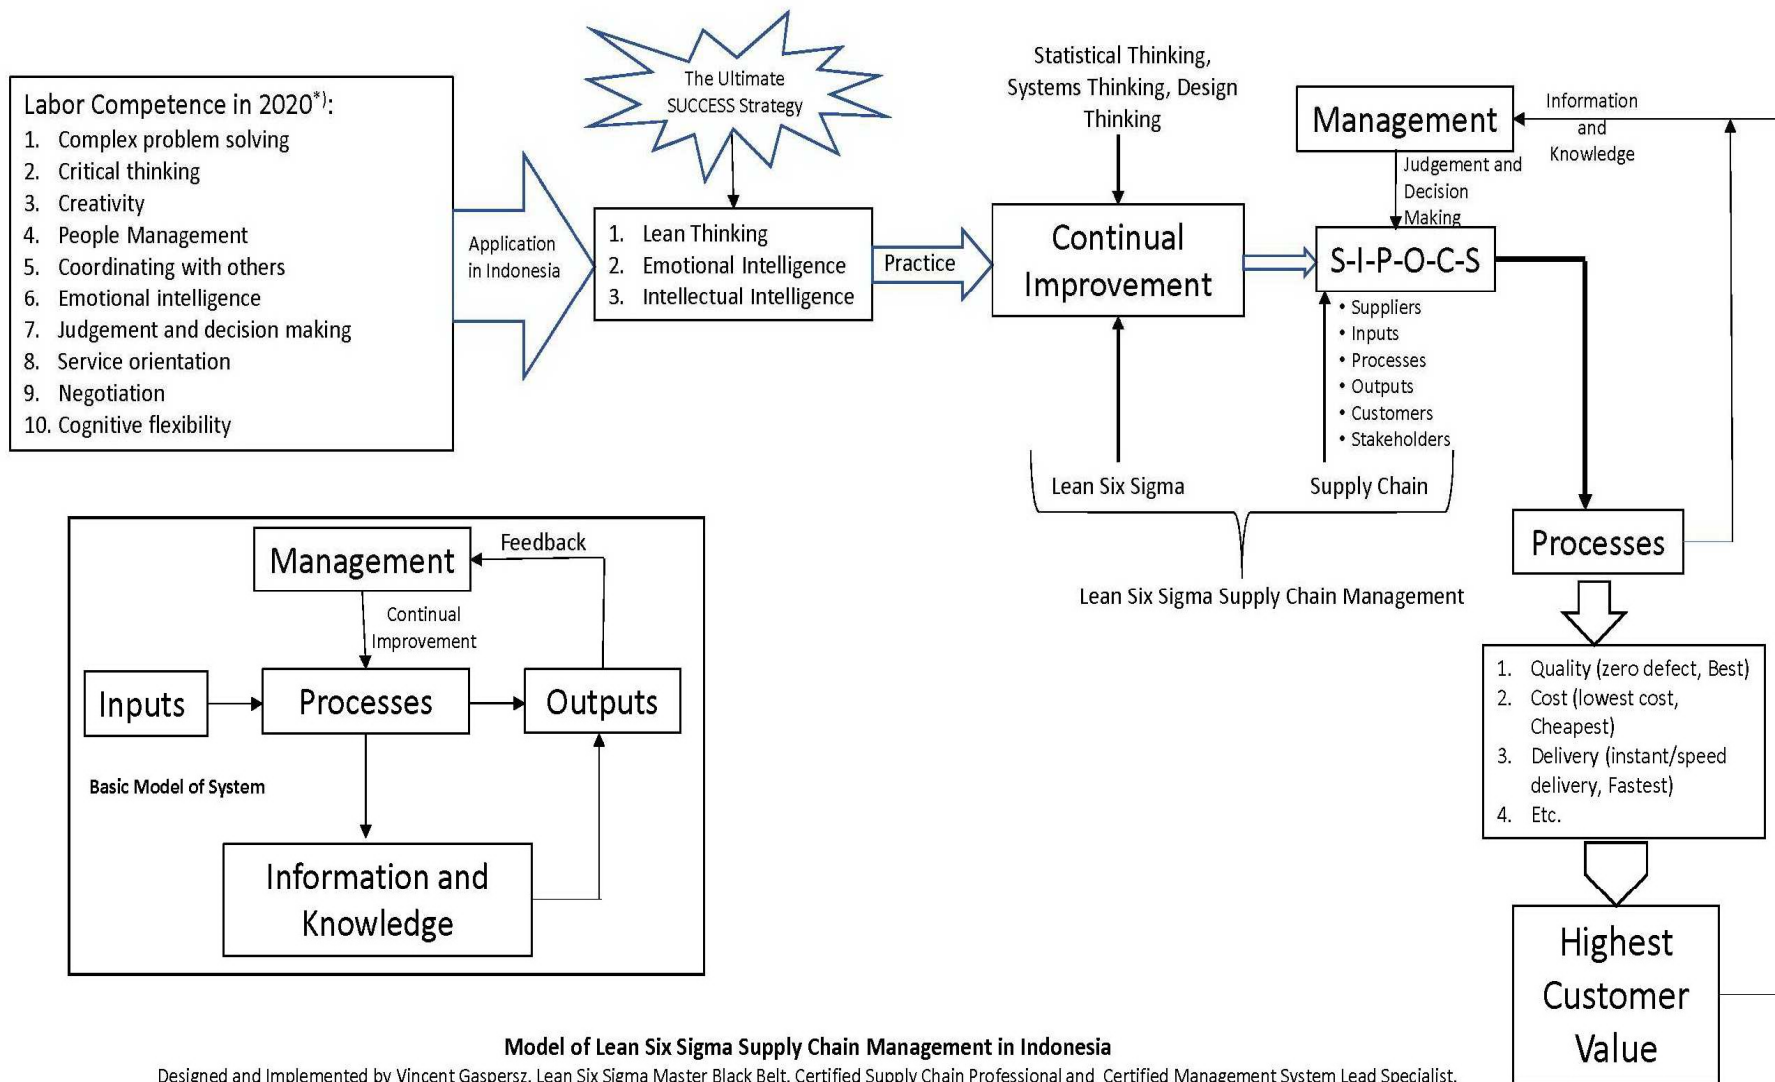 Labor Competence in 2020*):
1. Complex problem solving
2. Critical thinking
3. Creativity
4. People Management
5. Coordinating with others
6. Emotional intelligence
7. Judgement and decision making
8. Service orientation
9. Negotiation
10. Cognitive flexibility
Application
in Indonesia
The Ultimate
SUCCESS Strategy
1. Lean Thinking
2. Emotional Intelligence
3. Intellectual Intelligence
Practice
Statistical Thinking,
Systems Thinking, Design
Thinking
Continual
Improvement
Management
Information
and
Knowledge
Judgement and
Decision
Making
S-I-P-O-C-S
• Suppliers
• Inputs
• Processes
• Outputs
• Customers
• Stakeholders
Lean Six Sigma
Supply Chain
Lean Six Sigma Supply Chain Management
Processes
1. Quality (zero defect, Best)
2. Cost (lowest cost,
Cheapest)
3. Delivery (instant/speed
delivery, Fastest)
4. Etc.
Highest
Customer
Value
Management
Feedback
Continual
Improvement
Inputs
Processes
Outputs
Basic Model of System
Information and
Knowledge
Model of Lean Six Sigma Supply Chain Management in Indonesia
Designed and Implemented by Vincent Gaspersz, Lean Six Sigma Master Black Belt, Certified Supply Chain Professional and Certified Management System Lead Specialist.